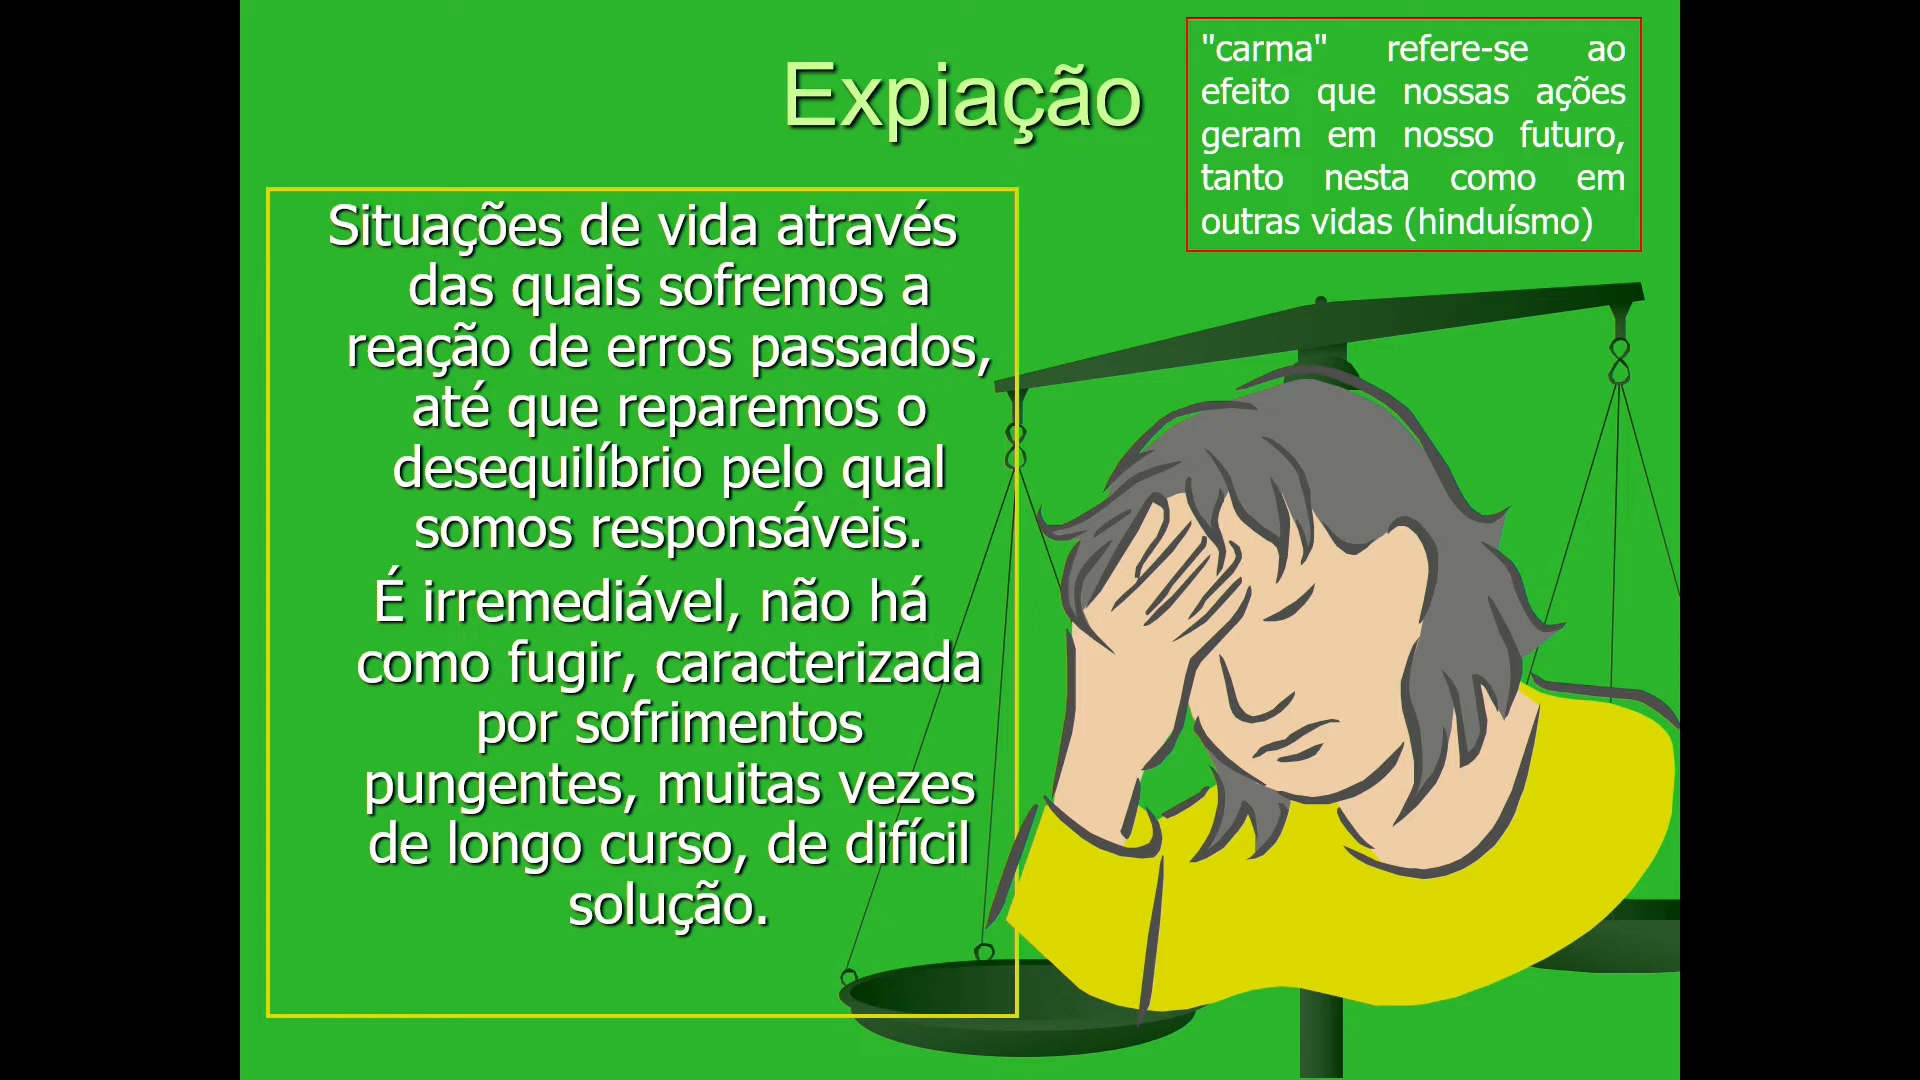 Expiação
"carma" refere-se ao
efeito que nossas ações
geram em nosso futuro,
tanto nesta como em
outras vidas (hinduísmo)
Situações de vida através
das quais sofremos a
reação de erros passados,
até que reparemos o
desequilíbrio pelo qual
somos responsáveis.
É irremediável, não há
como fugir, caracterizada
por sofrimentos
pungentes, muitas vezes
de longo curso, de difícil
solução.